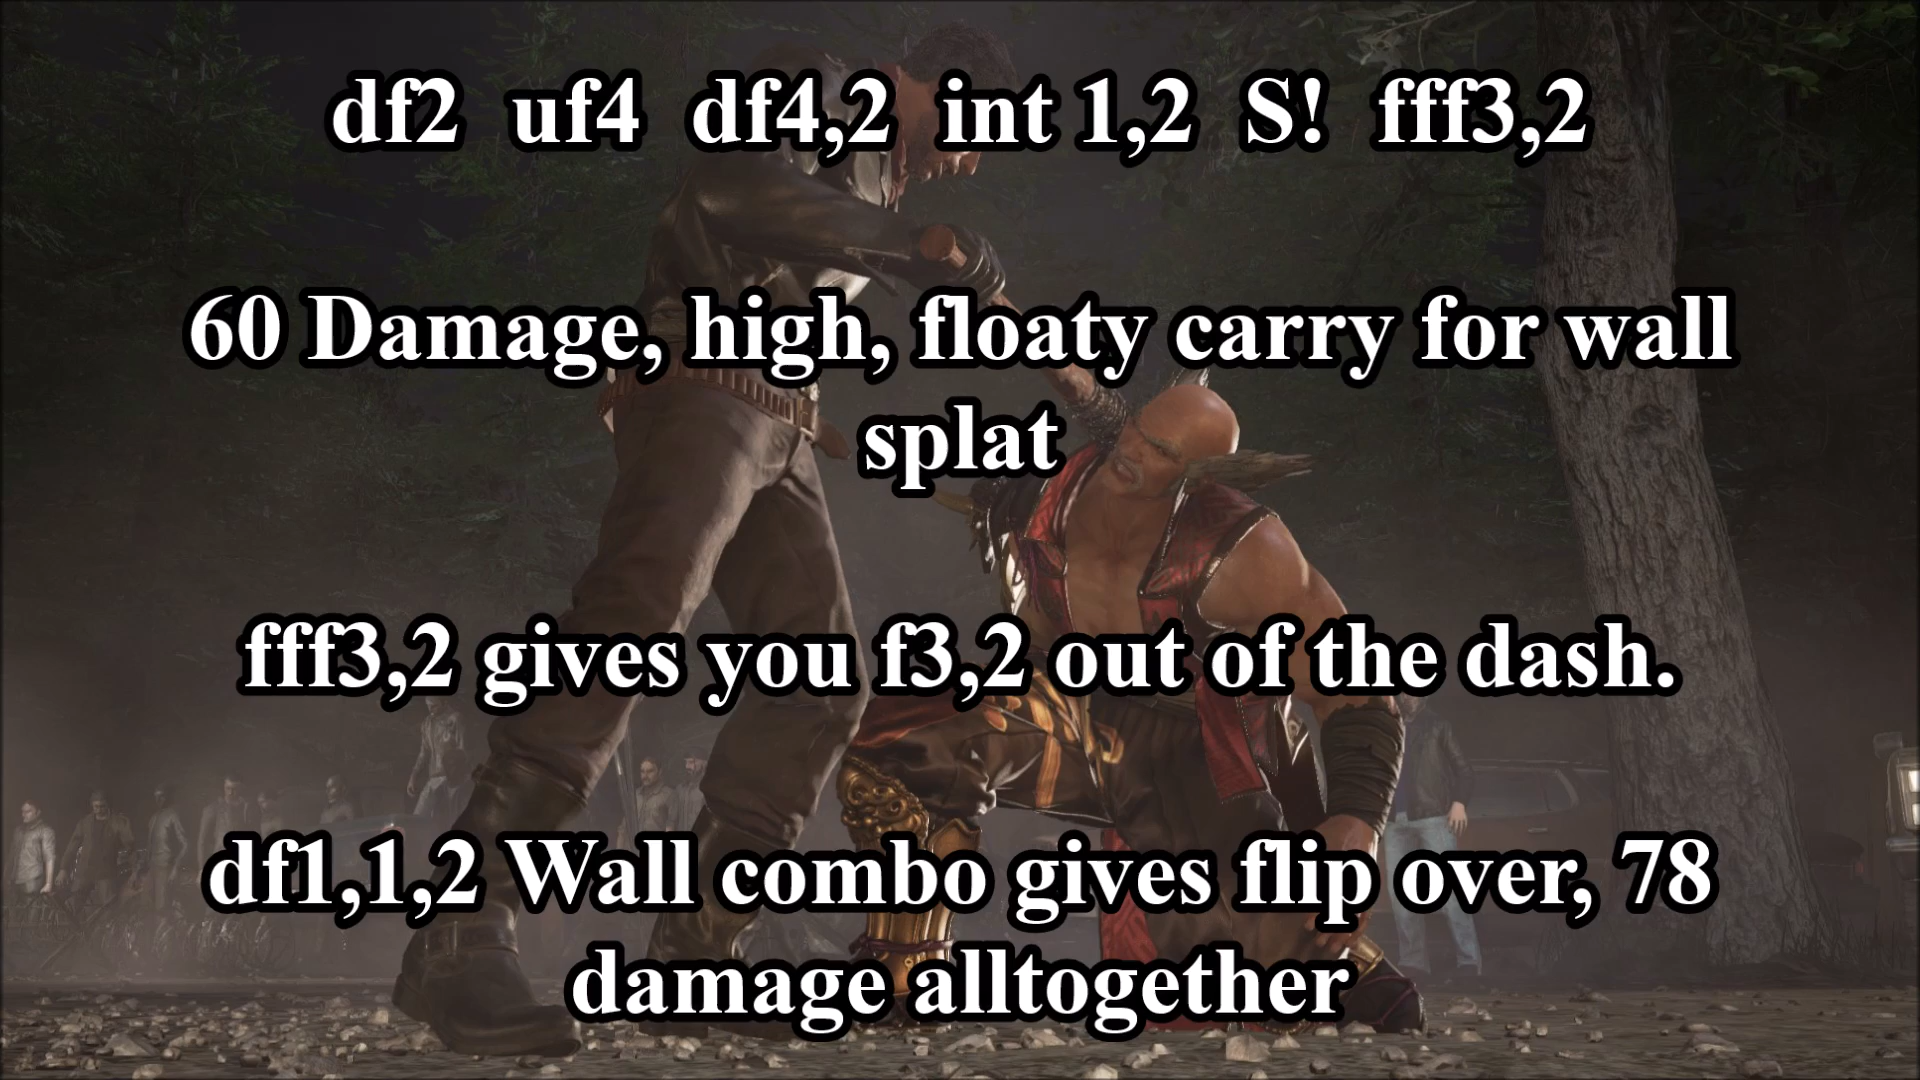 df2 uf4 df4,2 int 1,2 S! fff3,2
60 Damage, high, floaty carry for wall
splat
fff3,2 gives you f3,2 out of the dash.
df1,1,2 Wall combo gives flip over, 78
damage alltogether